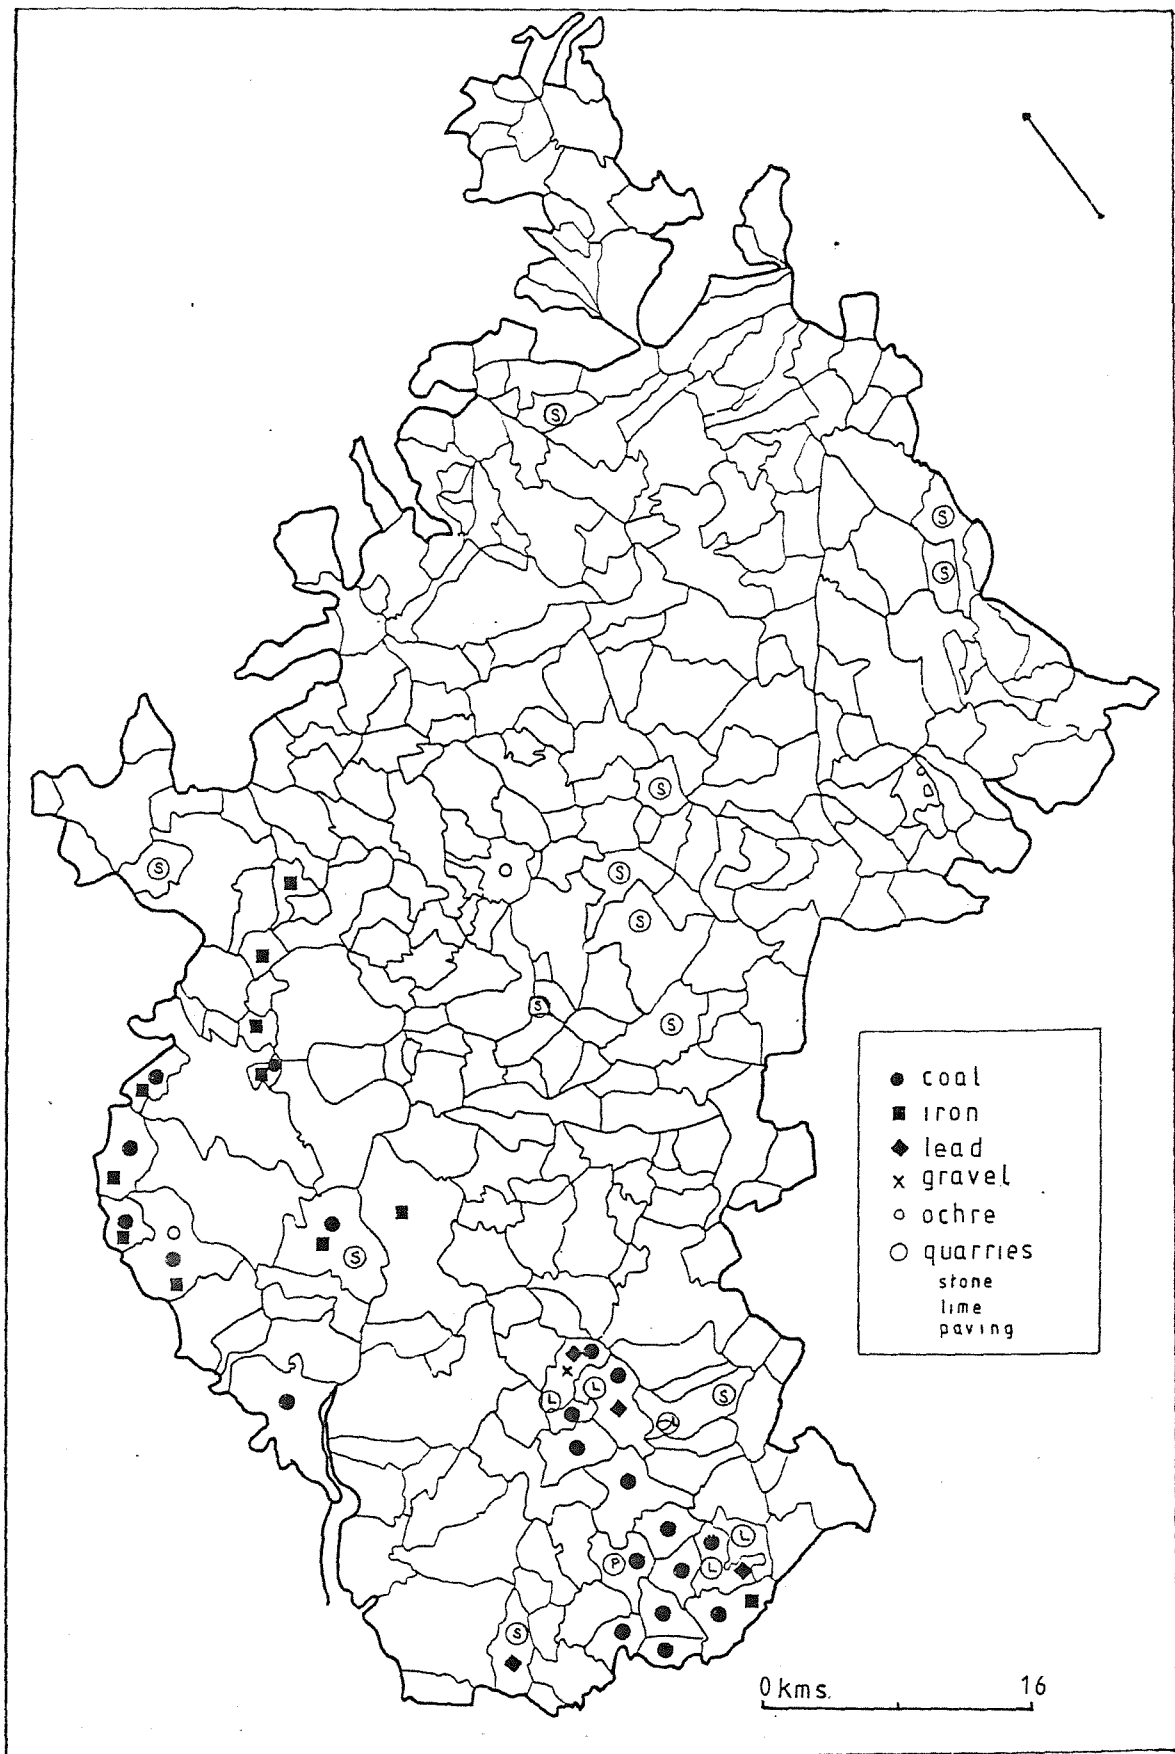 S
S
S
S
S
S
S
S
S
coal
iron
lead
x gravel
ochre
quarries
stone
lime
paving
S
L
L
S
L
L
P
L
S
0 kms. 16